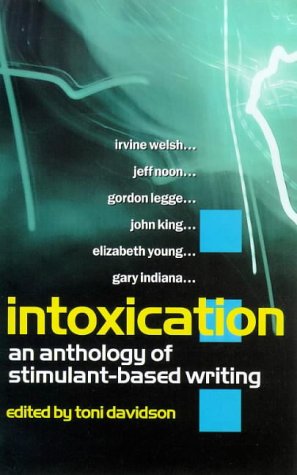 irvine welsh...
jeff noon...
gordon legge...
john king...
elizabeth young...
gary indiana...
intoxication
an anthology of
stimulant-based writing
edited by toni davidson